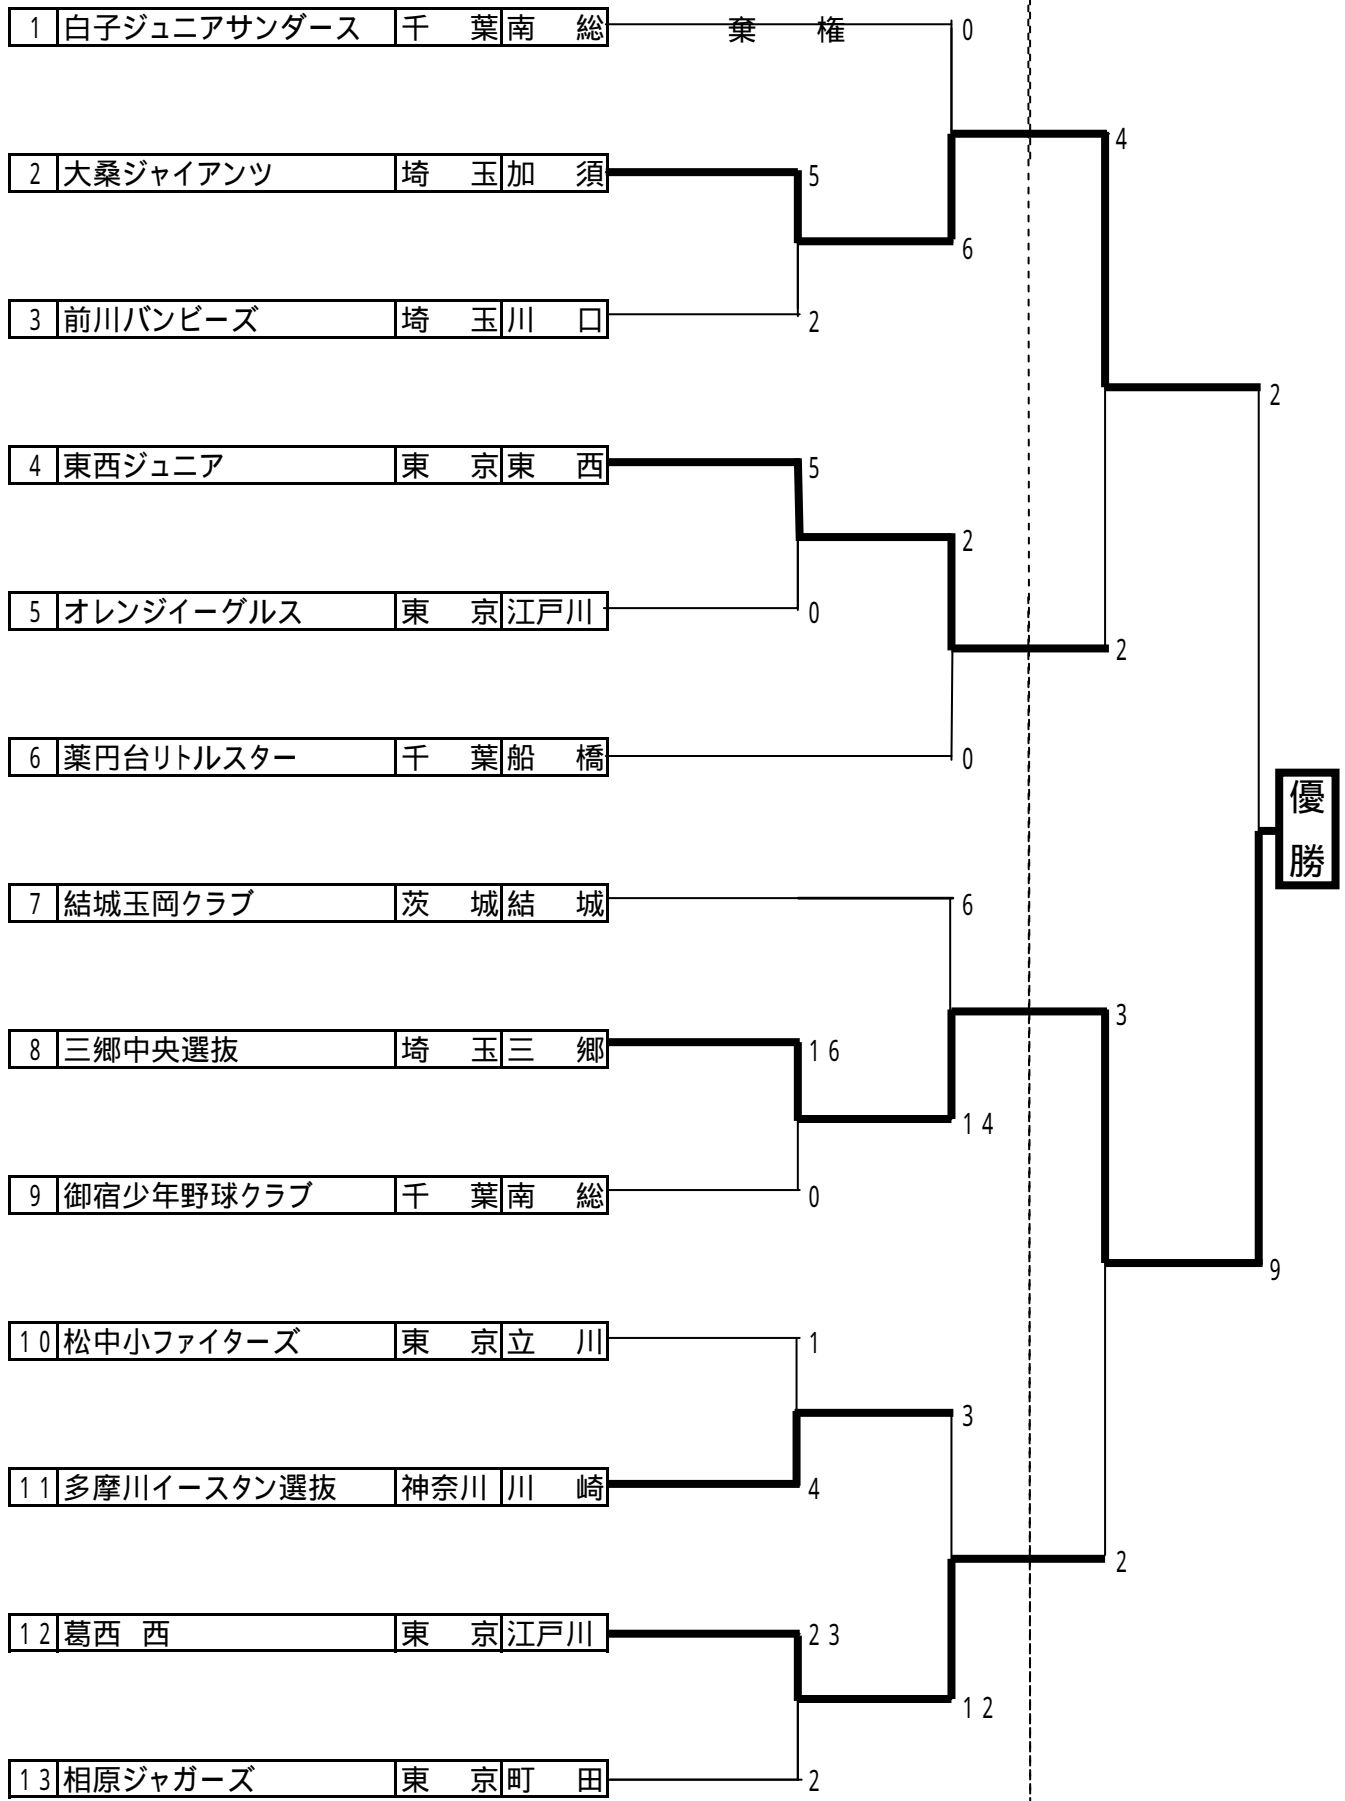 1 白子ジュニアサンダース 千葉 南総 棄権 0
4
2 大桑ジャイアンツ 埼玉 加須 5
6
3 前川バンビーズ 埼玉 川口 2
2
4 東西ジュニア 東京 東西 5
2
5 オレンジイーグルス 東京 江戸川 0
2
6 薬円台リトルスター 千葉 船橋 0
優勝
7 結城玉岡クラブ 茨城 結城 6
3
8 三郷中央選抜 埼玉 三郷 16
14
9 御宿少年野球クラブ 千葉 南総 0
9
10 松中小ファイターズ 東京 立川 1
3
11 多摩川イースタン選抜 神奈川 川崎 4
2
12 葛西 西 東京 江戸川 23
12
13 相原ジャガーズ 東京 町田 2